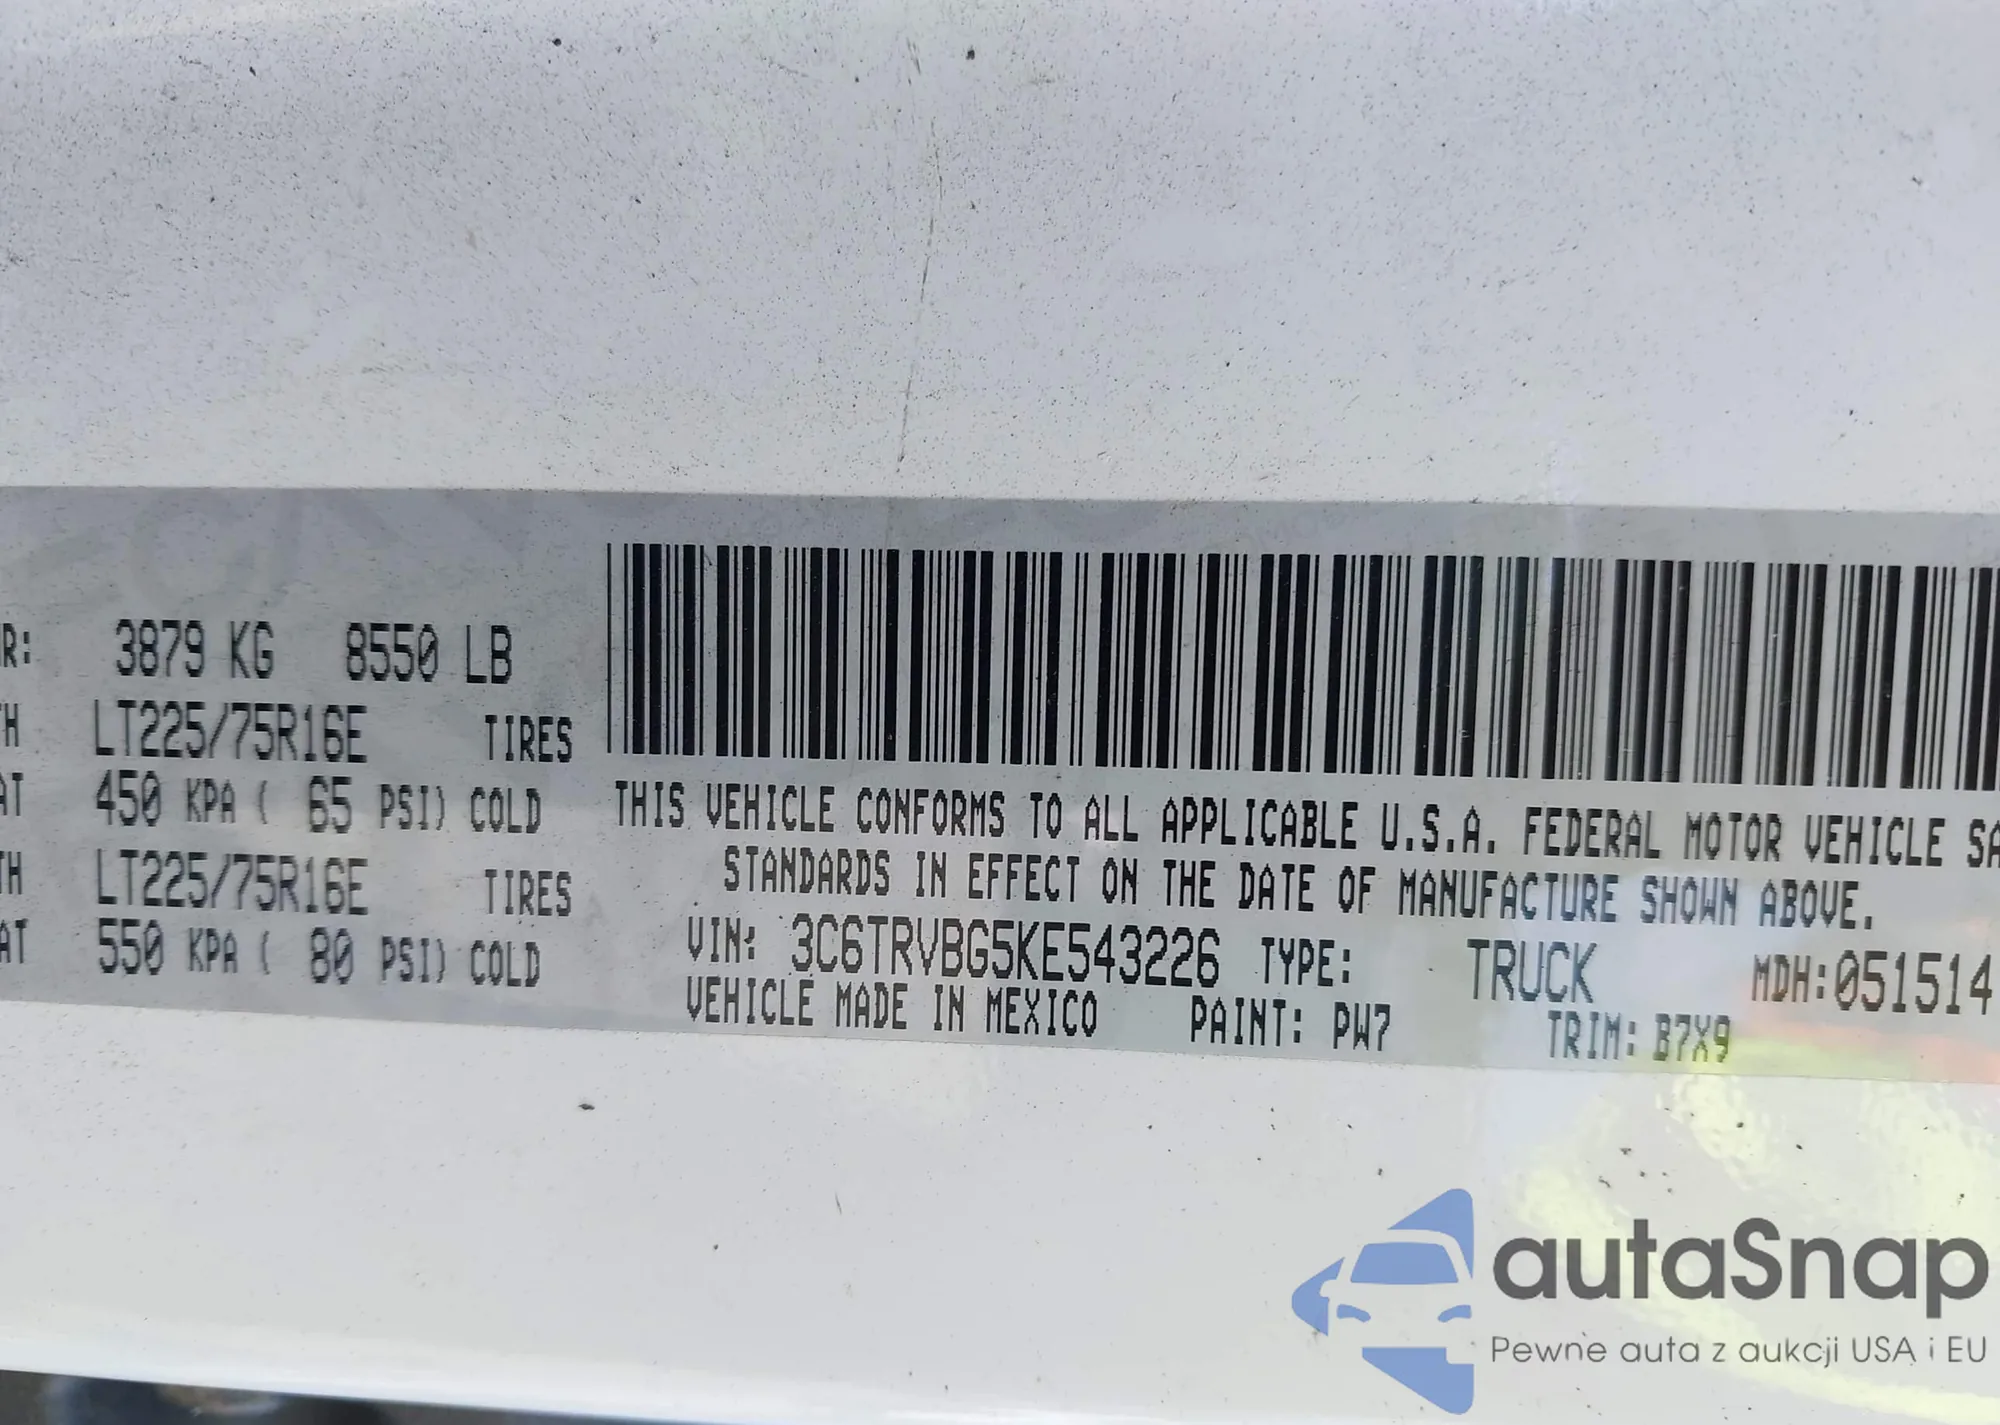 R: 3879 KG 8550 LB
TH LT225/75R16E TIRES
AT 450 KPA ( 65 PSI) COLD
TH LT225/75R16E TIRES
AT 550 KPA ( 80 PSI) COLD
THIS VEHICLE CONFORMS TO ALL APPLICABLE U.S.A. FEDERAL MOTOR VEHICLE SA
STANDARDS IN EFFECT ON THE DATE OF MANUFACTURE SHOWN ABOVE.
VIN: 3C6TRVBG5KE543226 TYPE: TRUCK MDH:051514
VEHICLE MADE IN MEXICO PAINT: PW7 TRIM: B7X9
autaSnap
Pewne auta z aukcji USA i EU